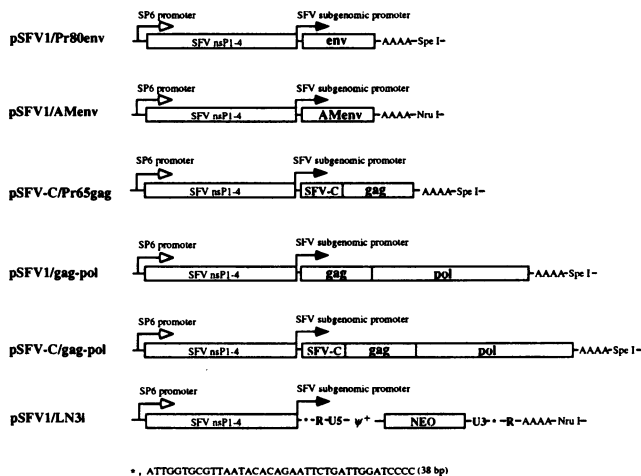 SP6 promoter SFV subgenomic promoter
pSFV1/Pr80env SFV nsP1-4 env AAAA-Spe I-
SP6 promoter SFV subgenomic promoter
pSFV1/AMenv SFV nsP1-4 AMenv AAAA-Nru I-
SP6 promoter SFV subgenomic promoter
pSFV-C/Pr65gag SFV nsP1-4 SFV-C gag AAAA-Spe I-
SP6 promoter SFV subgenomic promoter
pSFV1/gag-pol SFV nsP1-4 gag pol AAAA-Spe I-
SP6 promoter SFV subgenomic promoter
pSFV-C/gag-pol SFV nsP1-4 SFV-C gag pol AAAA-Spe I-
SP6 promoter SFV subgenomic promoter
pSFV1/LN3i SFV nsP1-4 -*-R-U5- ψ+ NEO U3-*-R-AAAA-Nru I-
*, ATTGGTGCGTTAATACACAGAATTCTGATTGGATCCCC (38 bp)